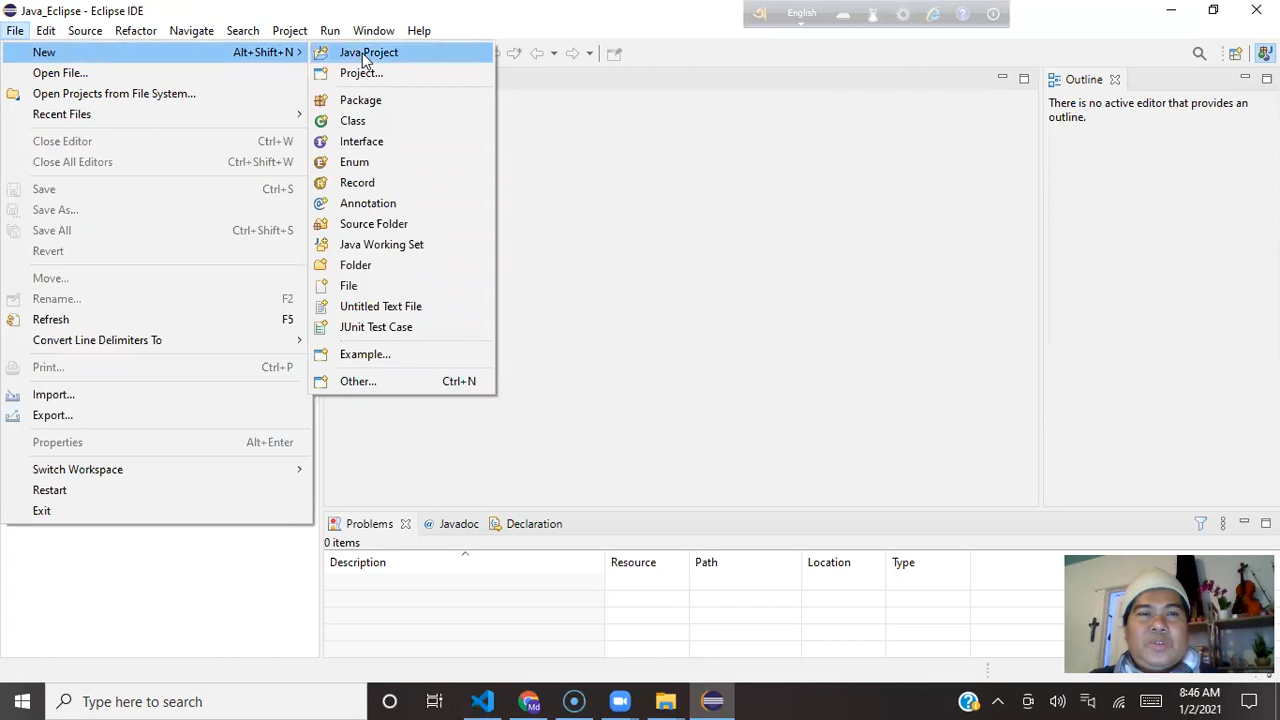 Java_Eclipse - Eclipse IDE
English
File Edit Source Refactor Navigate Search Project Run Window Help
New Alt+Shift+N
Open File...
Open Projects from File System...
Recent Files
Close Editor Ctrl+W
Close All Editors Ctrl+Shift+W
Save Ctrl+S
Save As...
Save All Ctrl+Shift+S
Revert
Move...
Rename... F2
Refresh F5
Convert Line Delimiters To
Print... Ctrl+P
Import...
Export...
Properties Alt+Enter
Switch Workspace
Restart
Exit
Java Project
Project...
Package
Class
Interface
Enum
Record
Annotation
Source Folder
Java Working Set
Folder
File
Untitled Text File
JUnit Test Case
Example...
Other... Ctrl+N
Outline
There is no active editor that provides an
outline.
Problems Javadoc Declaration
0 items
Description Resource Path Location Type
Type here to search
8:46 AM
1/2/2021